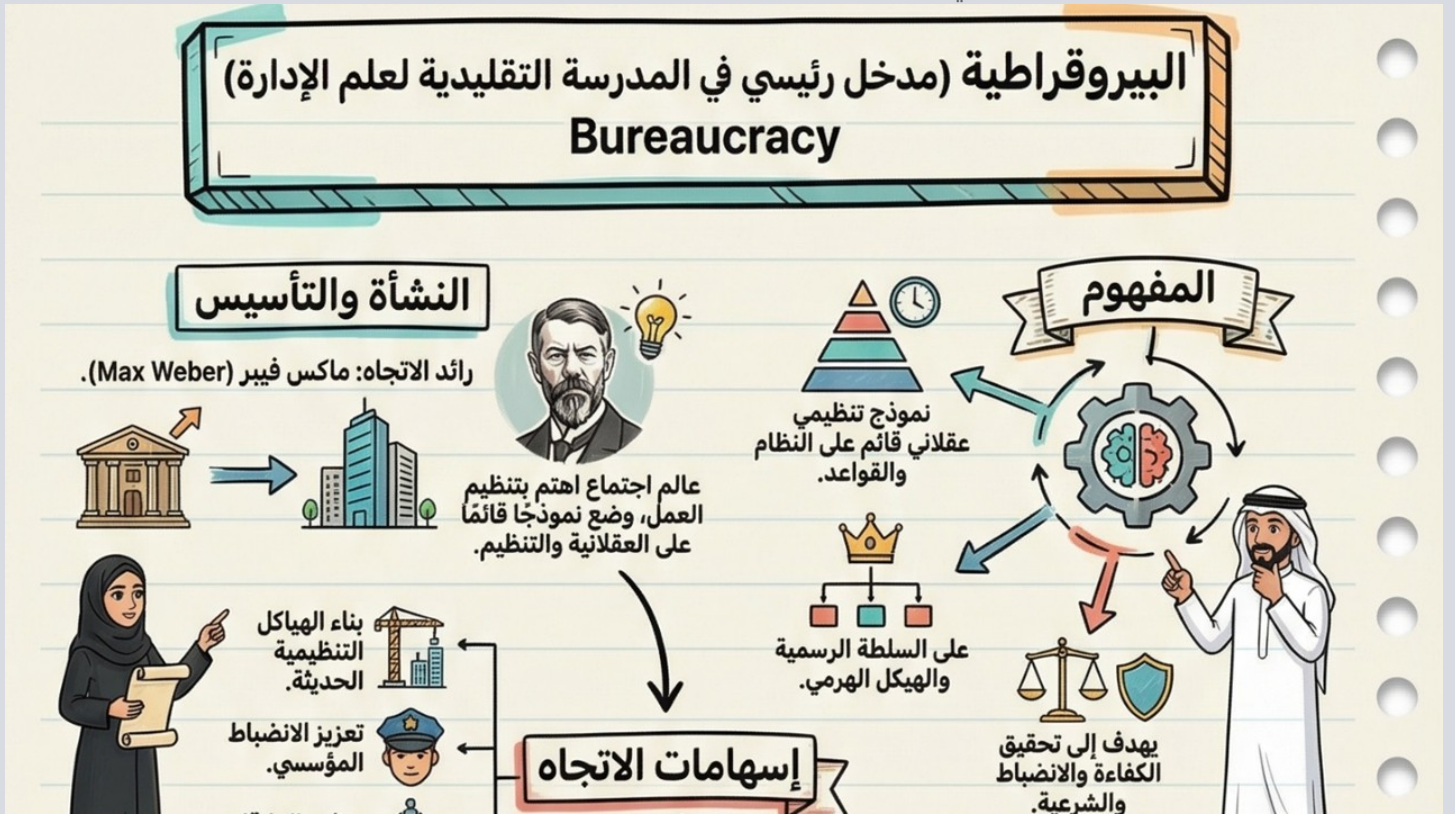 البيروقراطية (مدخل رئيسي في المدرسة التقليدية لعلم الإدارة)
Bureaucracy
المفهوم
نموذج تنظيمي
عقلاني قائم على النظام
والقواعد.
على السلطة الرسمية
والهيكل الهرمي.
يهدف إلى تحقيق
الكفاءة والانضباط
والشرعية.
النشأة والتأسيس
رائد الاتجاه: ماكس فيبر (Max Weber).
عالم اجتماع اهتم بتنظيم
العمل، وضع نموذجًا قائمًا
على العقلانية والتنظيم.
إسهامات الاتجاه
بناء الهياكل
التنظيمية
الحديثة.
تعزيز الانضباط
المؤسسي.